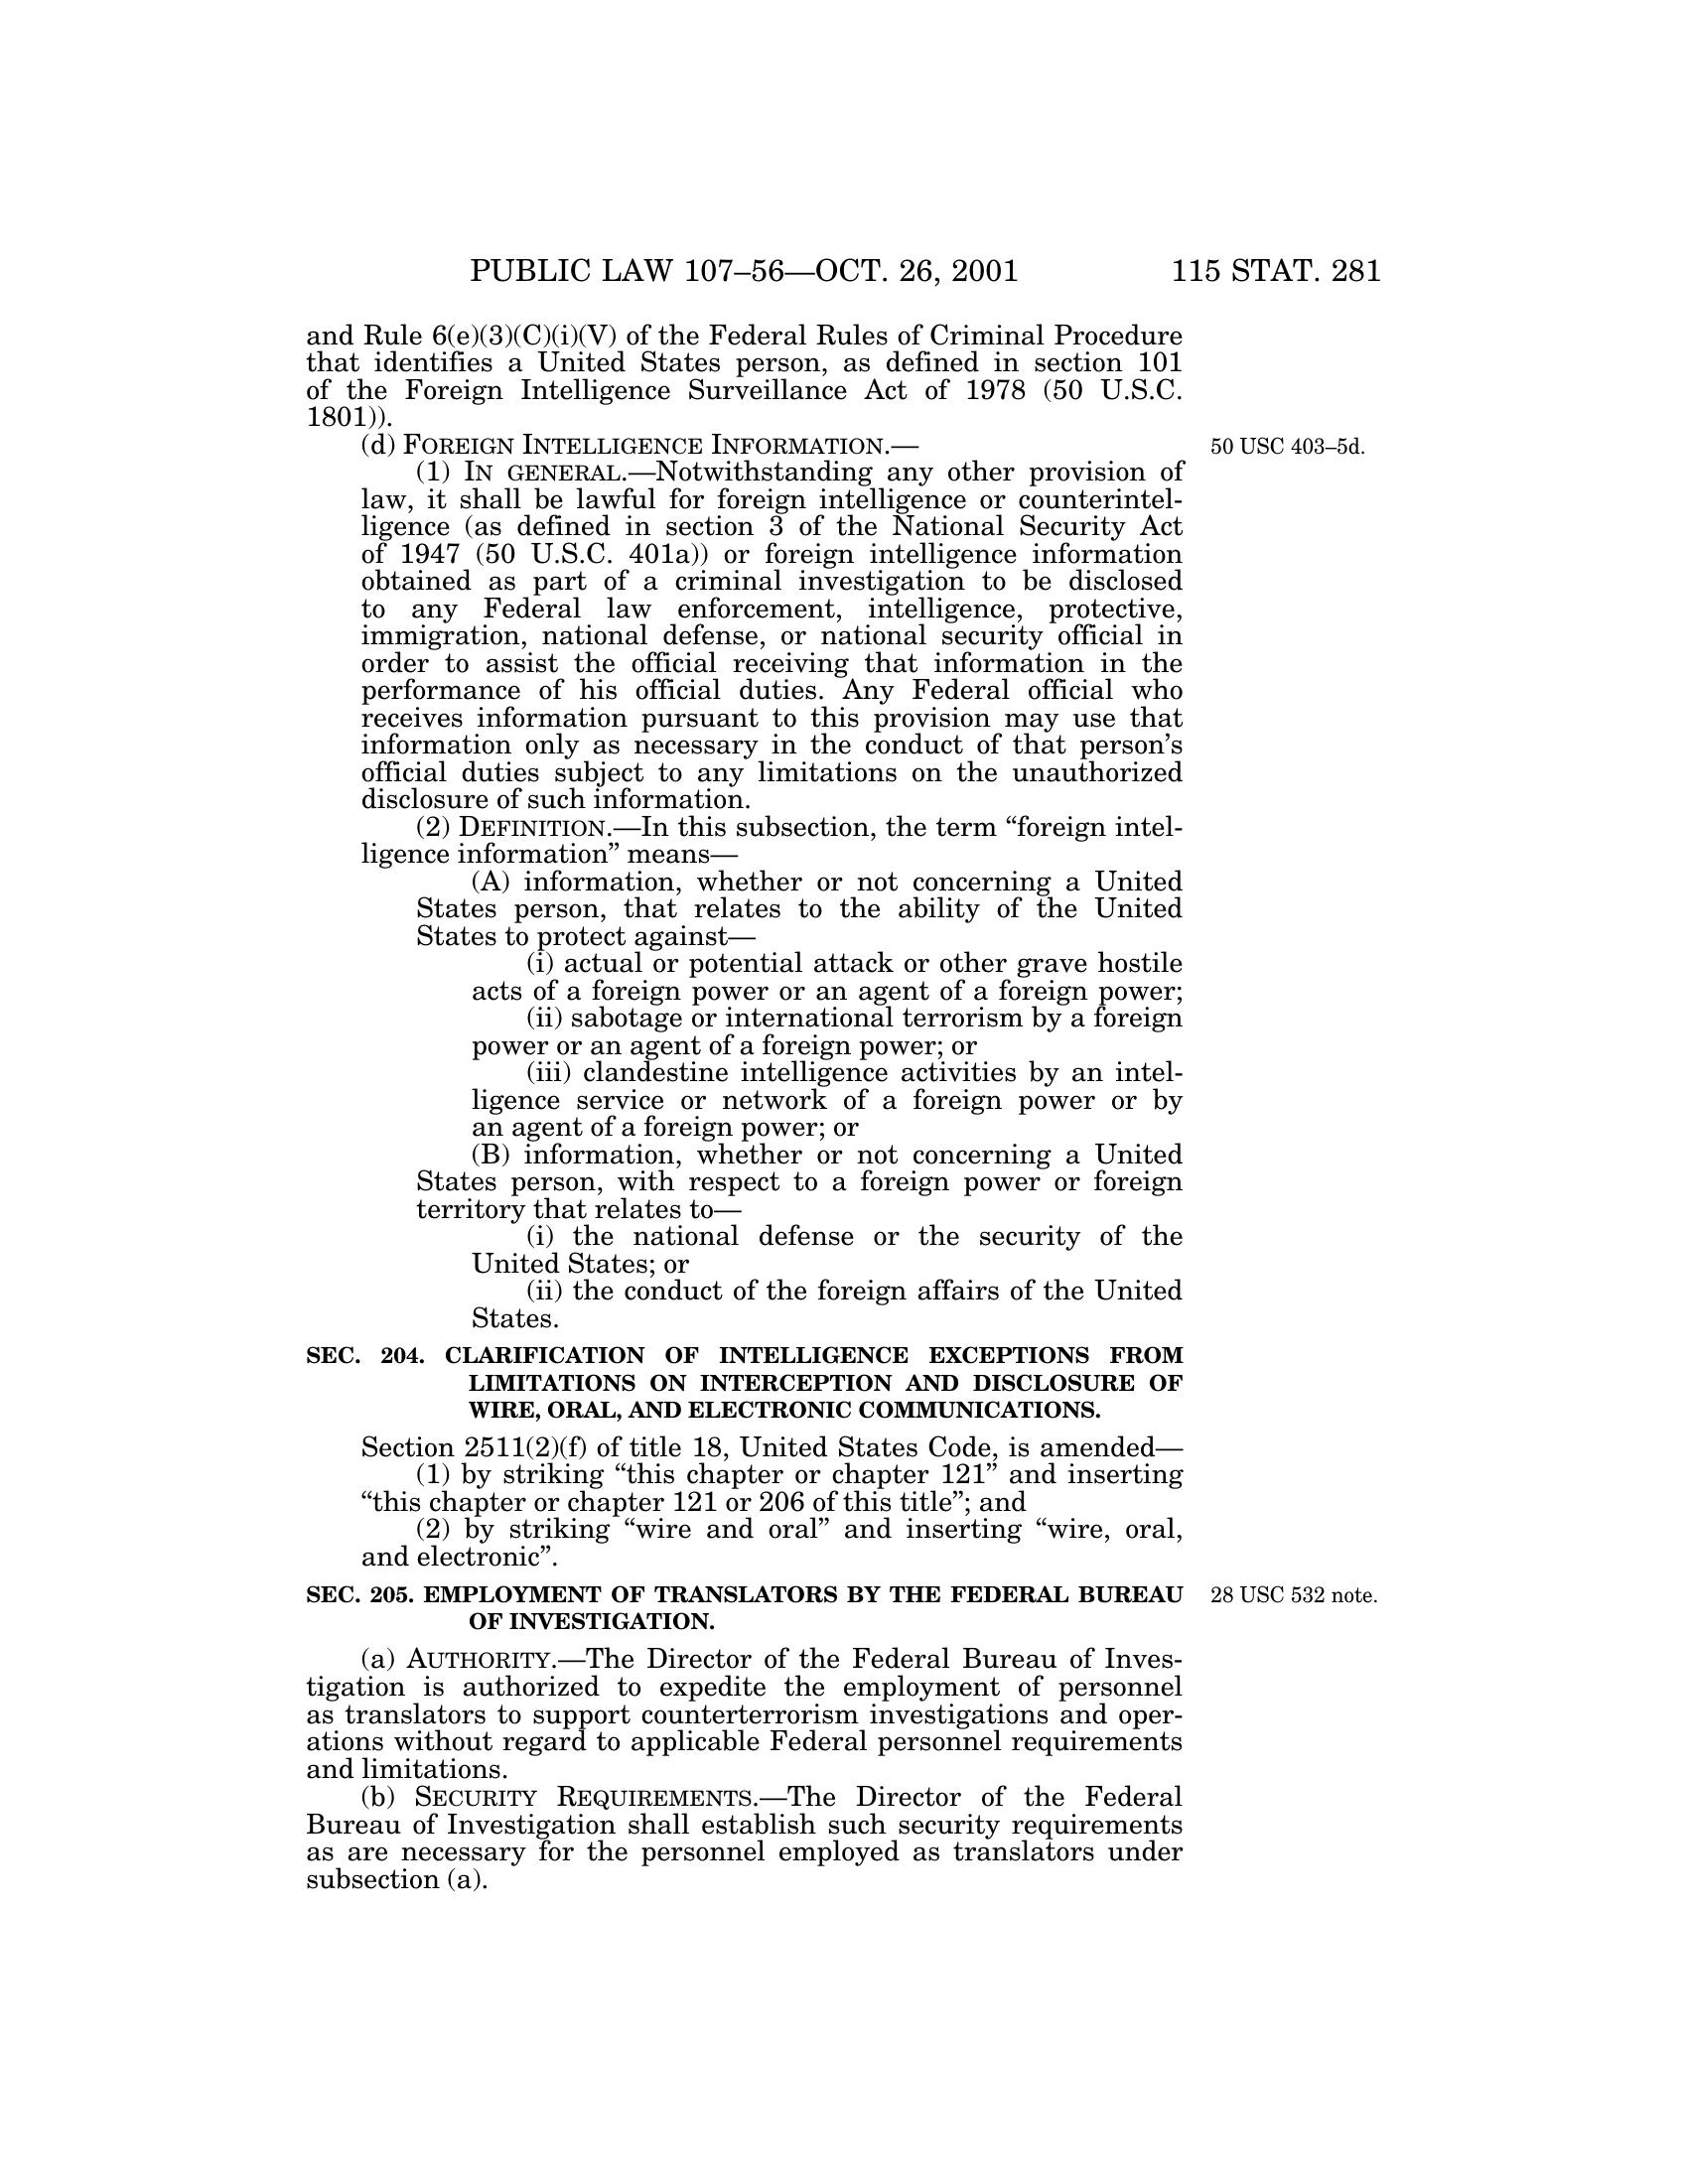 PUBLIC LAW 107–56—OCT. 26, 2001 115 STAT. 281
and Rule 6(e)(3)(C)(i)(V) of the Federal Rules of Criminal Procedure
that identifies a United States person, as defined in section 101
of the Foreign Intelligence Surveillance Act of 1978 (50 U.S.C.
1801)).
(d) FOREIGN INTELLIGENCE INFORMATION.— 50 USC 403–5d.
(1) IN GENERAL.—Notwithstanding any other provision of
law, it shall be lawful for foreign intelligence or counterintel-
ligence (as defined in section 3 of the National Security Act
of 1947 (50 U.S.C. 401a)) or foreign intelligence information
obtained as part of a criminal investigation to be disclosed
to any Federal law enforcement, intelligence, protective,
immigration, national defense, or national security official in
order to assist the official receiving that information in the
performance of his official duties. Any Federal official who
receives information pursuant to this provision may use that
information only as necessary in the conduct of that person’s
official duties subject to any limitations on the unauthorized
disclosure of such information.
(2) DEFINITION.—In this subsection, the term “foreign intel-
ligence information” means—
(A) information, whether or not concerning a United
States person, that relates to the ability of the United
States to protect against—
(i) actual or potential attack or other grave hostile
acts of a foreign power or an agent of a foreign power;
(ii) sabotage or international terrorism by a foreign
power or an agent of a foreign power; or
(iii) clandestine intelligence activities by an intel-
ligence service or network of a foreign power or by
an agent of a foreign power; or
(B) information, whether or not concerning a United
States person, with respect to a foreign power or foreign
territory that relates to—
(i) the national defense or the security of the
United States; or
(ii) the conduct of the foreign affairs of the United
States.
SEC. 204. CLARIFICATION OF INTELLIGENCE EXCEPTIONS FROM
LIMITATIONS ON INTERCEPTION AND DISCLOSURE OF
WIRE, ORAL, AND ELECTRONIC COMMUNICATIONS.
Section 2511(2)(f) of title 18, United States Code, is amended—
(1) by striking “this chapter or chapter 121” and inserting
“this chapter or chapter 121 or 206 of this title”; and
(2) by striking “wire and oral” and inserting “wire, oral,
and electronic”.
SEC. 205. EMPLOYMENT OF TRANSLATORS BY THE FEDERAL BUREAU 28 USC 532 note.
OF INVESTIGATION.
(a) AUTHORITY.—The Director of the Federal Bureau of Inves-
tigation is authorized to expedite the employment of personnel
as translators to support counterterrorism investigations and oper-
ations without regard to applicable Federal personnel requirements
and limitations.
(b) SECURITY REQUIREMENTS.—The Director of the Federal
Bureau of Investigation shall establish such security requirements
as are necessary for the personnel employed as translators under
subsection (a).